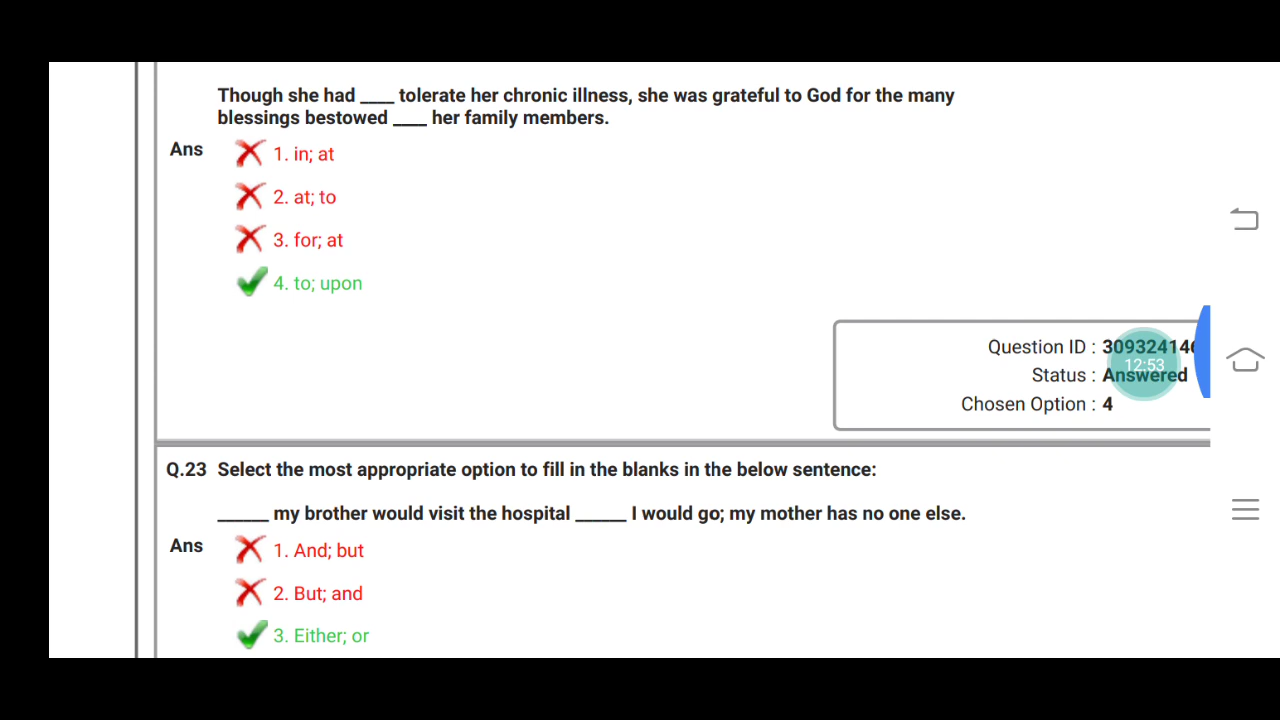 Though she had ____ tolerate her chronic illness, she was grateful to God for the many
blessings bestowed ____ her family members.
Ans
1. in; at
2. at; to
3. for; at
4. to; upon
Question ID : 30932414
Status : Answered
12:53
Chosen Option : 4
Q.23 Select the most appropriate option to fill in the blanks in the below sentence:
______ my brother would visit the hospital ______ I would go; my mother has no one else.
Ans
1. And; but
2. But; and
3. Either; or